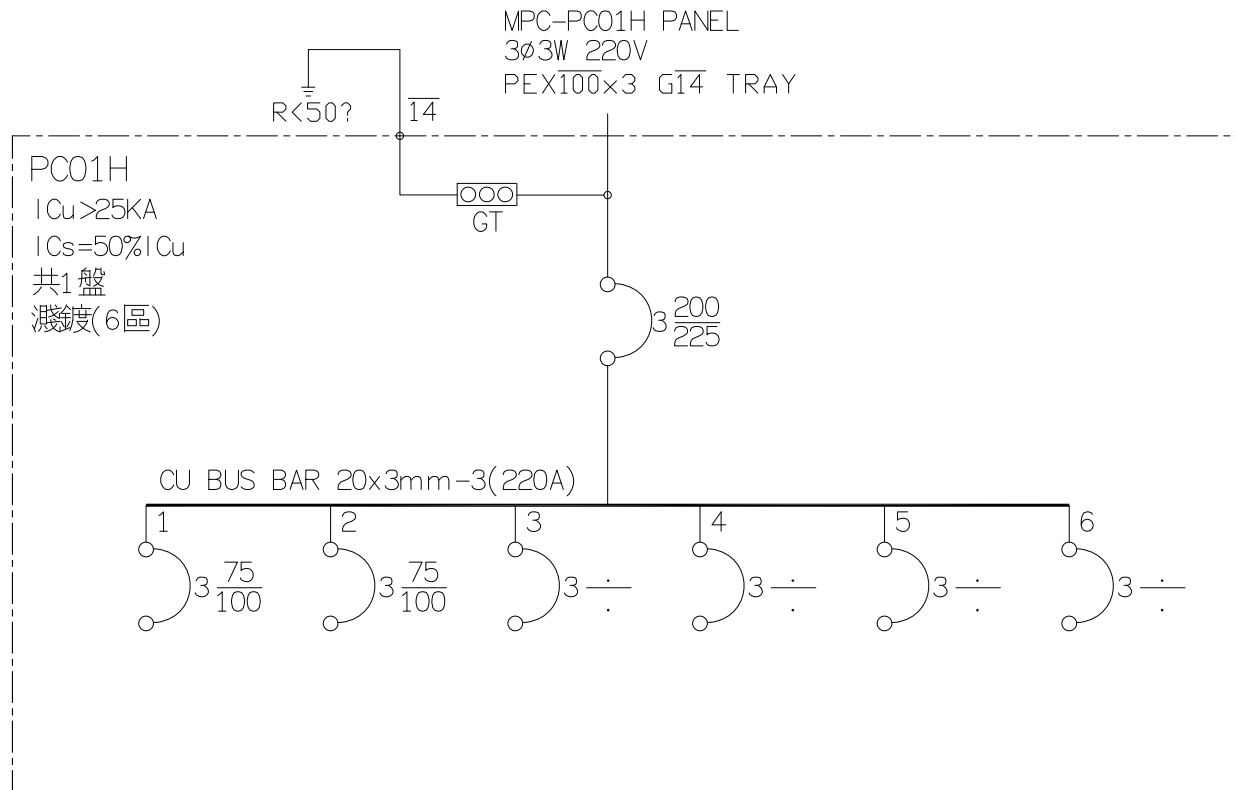 MPC-PC01H PANEL
3ø3W 220V
PEX100x3 G14 TRAY
R<50?
14
PC01H
ICu>25KA
ICs=50%ICu
共1盤
濺鍍(6區)
GT
3 200/225
CU BUS BAR 20x3mm-3(220A)
1
2
3
4
5
6
3 75/100
3 75/100
3 ÷
3 ÷
3 ÷
3 ÷